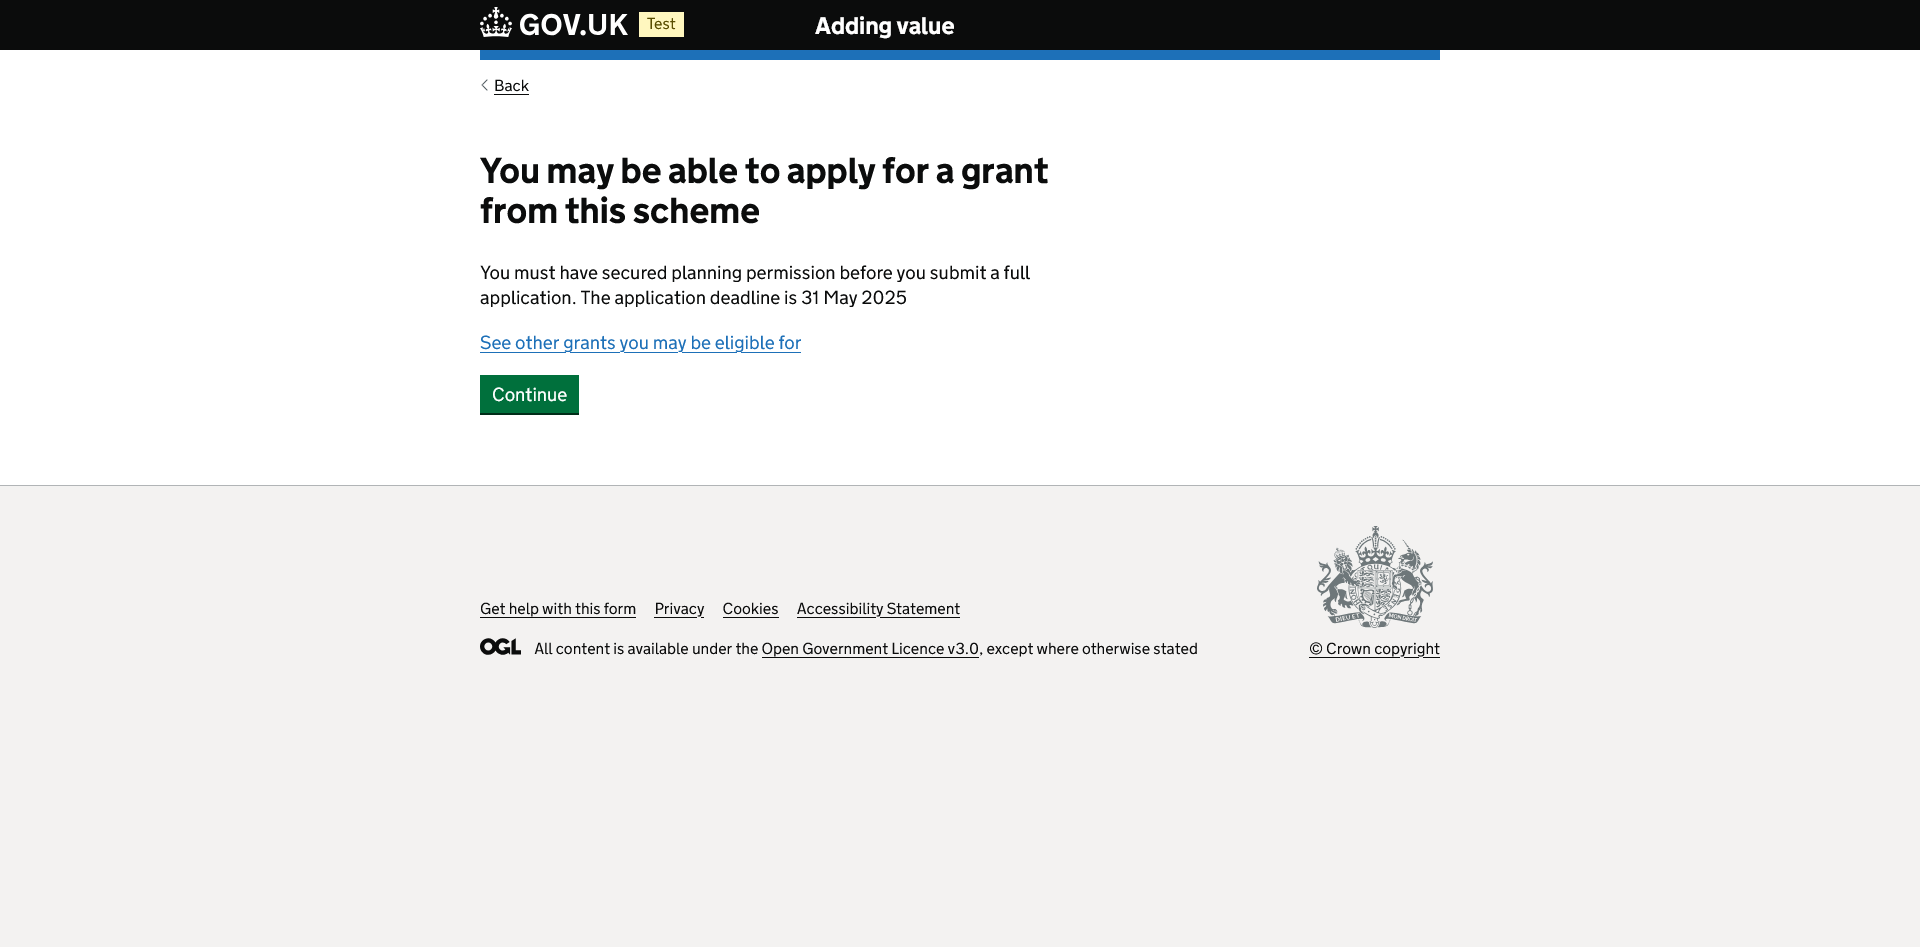 GOV.UK Test Adding value
Back
You may be able to apply for a grant
from this scheme
You must have secured planning permission before you submit a full
application. The application deadline is 31 May 2025
See other grants you may be eligible for
Continue
Get help with this form Privacy Cookies Accessibility Statement
OGL All content is available under the Open Government Licence v3.0, except where otherwise stated
© Crown copyright